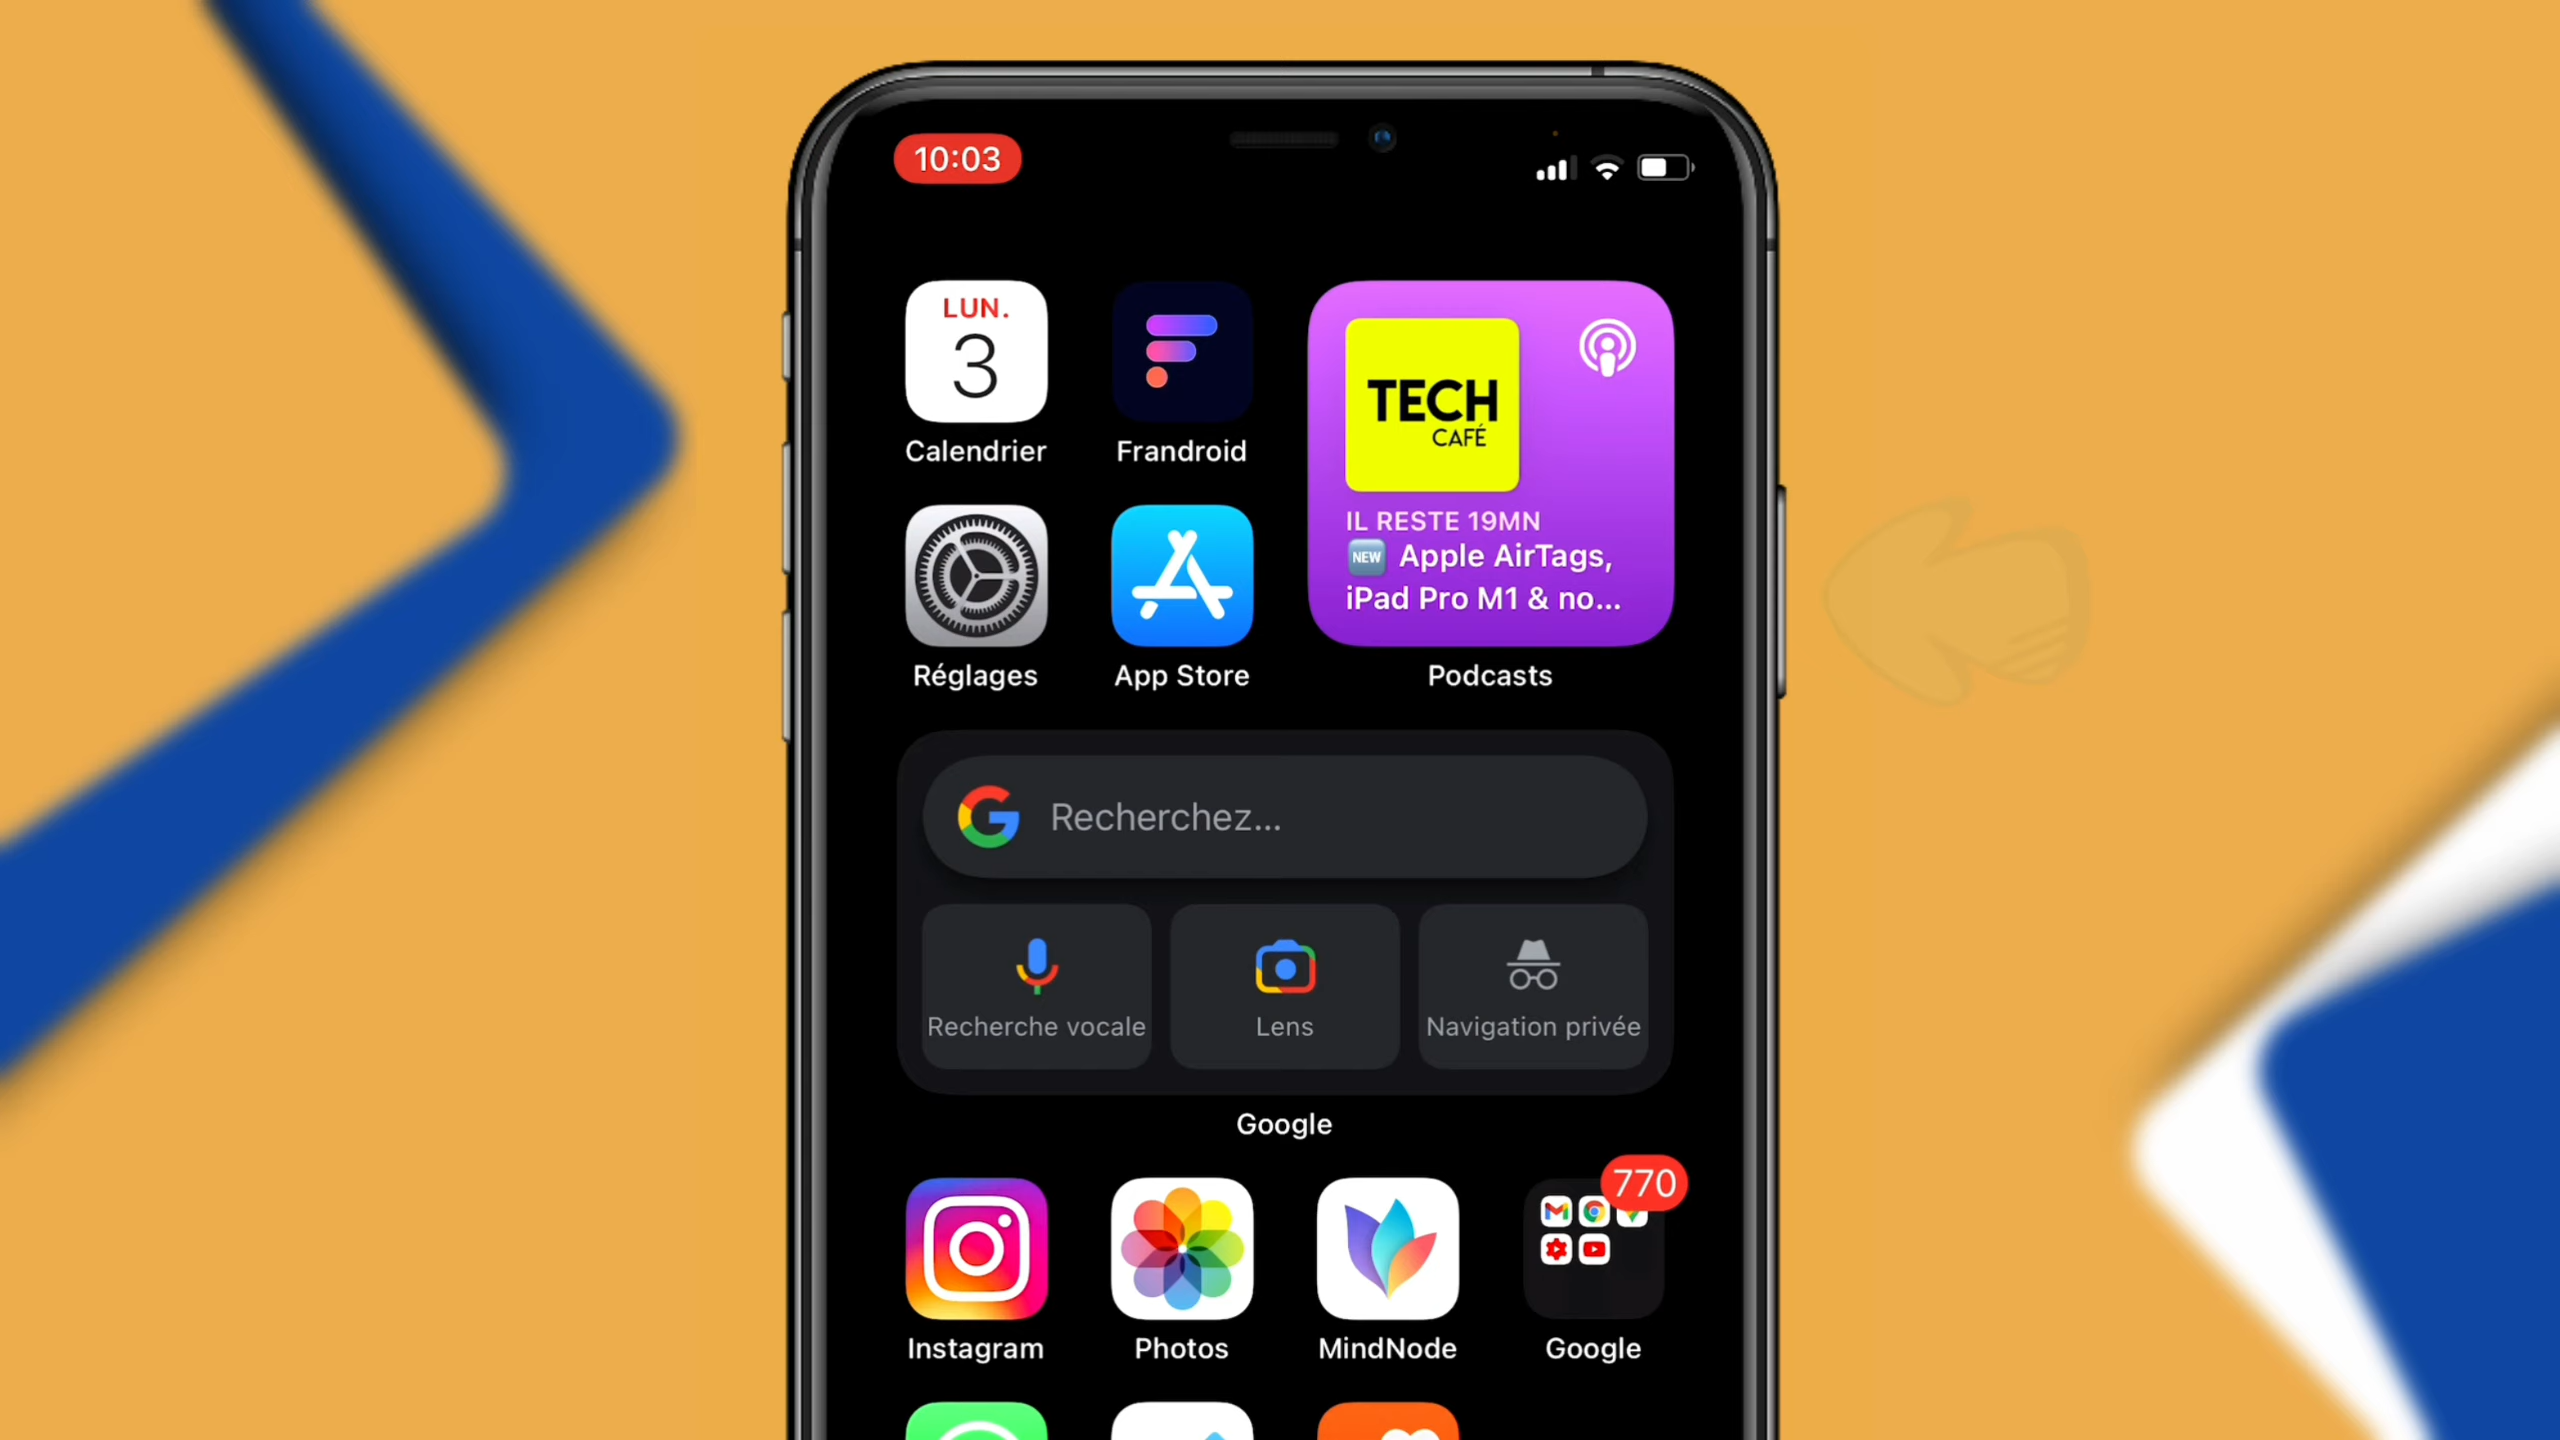 10:03
LUN.
3
Calendrier
Frandroid
TECH
CAFÉ
IL RESTE 19MN
NEW Apple AirTags,
iPad Pro M1 & no...
Réglages
App Store
Podcasts
Recherchez...
Recherche vocale
Lens
Navigation privée
Google
770
Instagram
Photos
MindNode
Google